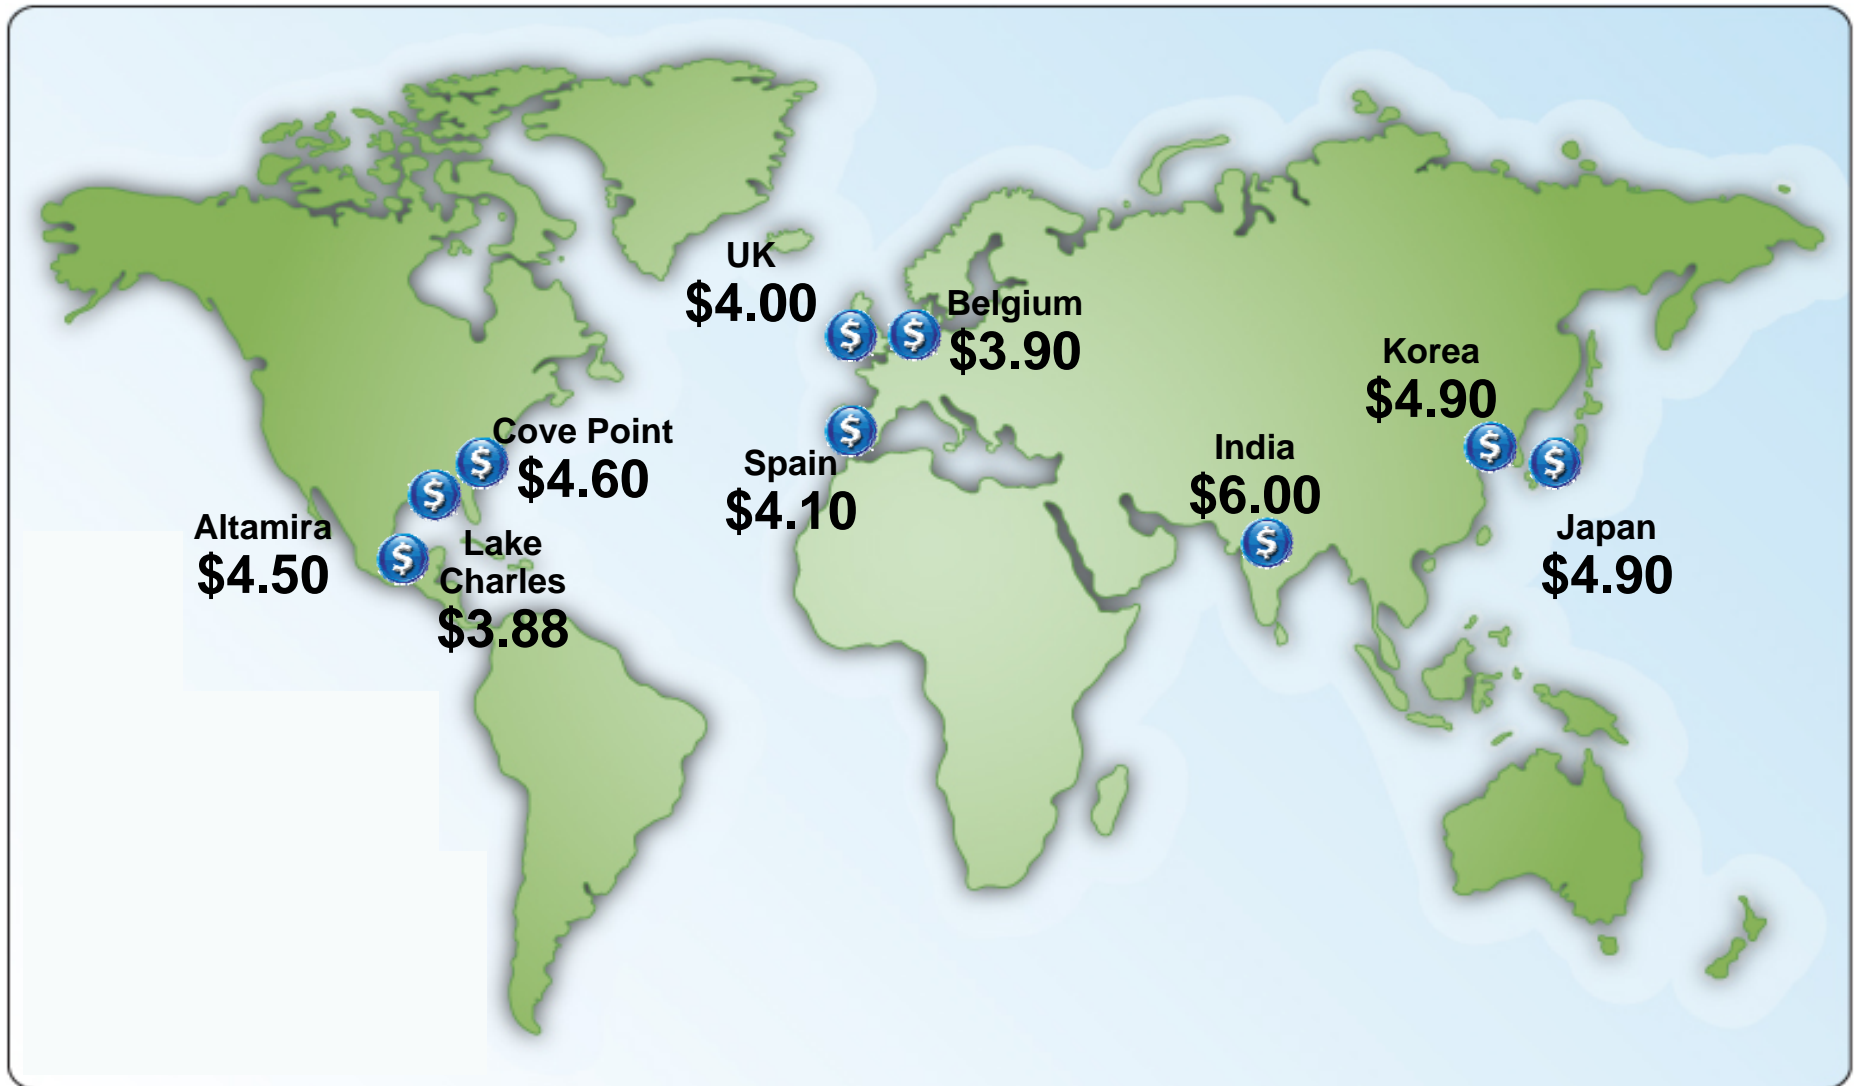 UK
$4.00
Belgium
$3.90
Korea
$4.90
Cove Point
$4.60
Spain
$4.10
India
$6.00
Altamira
$4.50
Lake
Charles
$3.88
Japan
$4.90
$
$
$
$
$
$
$
$
$